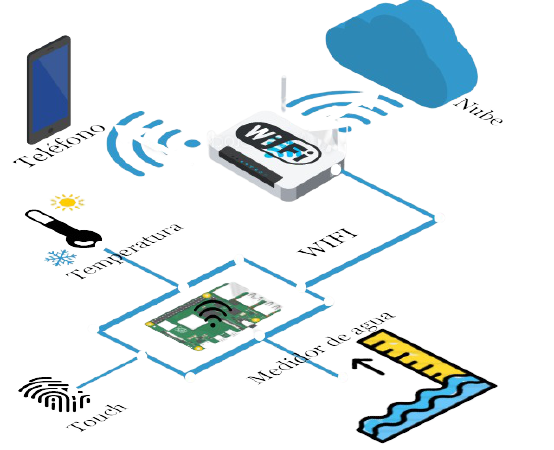 Nube
WiFi
Teléfono
Temperatura
WIFI
Medidor de agua
Touch